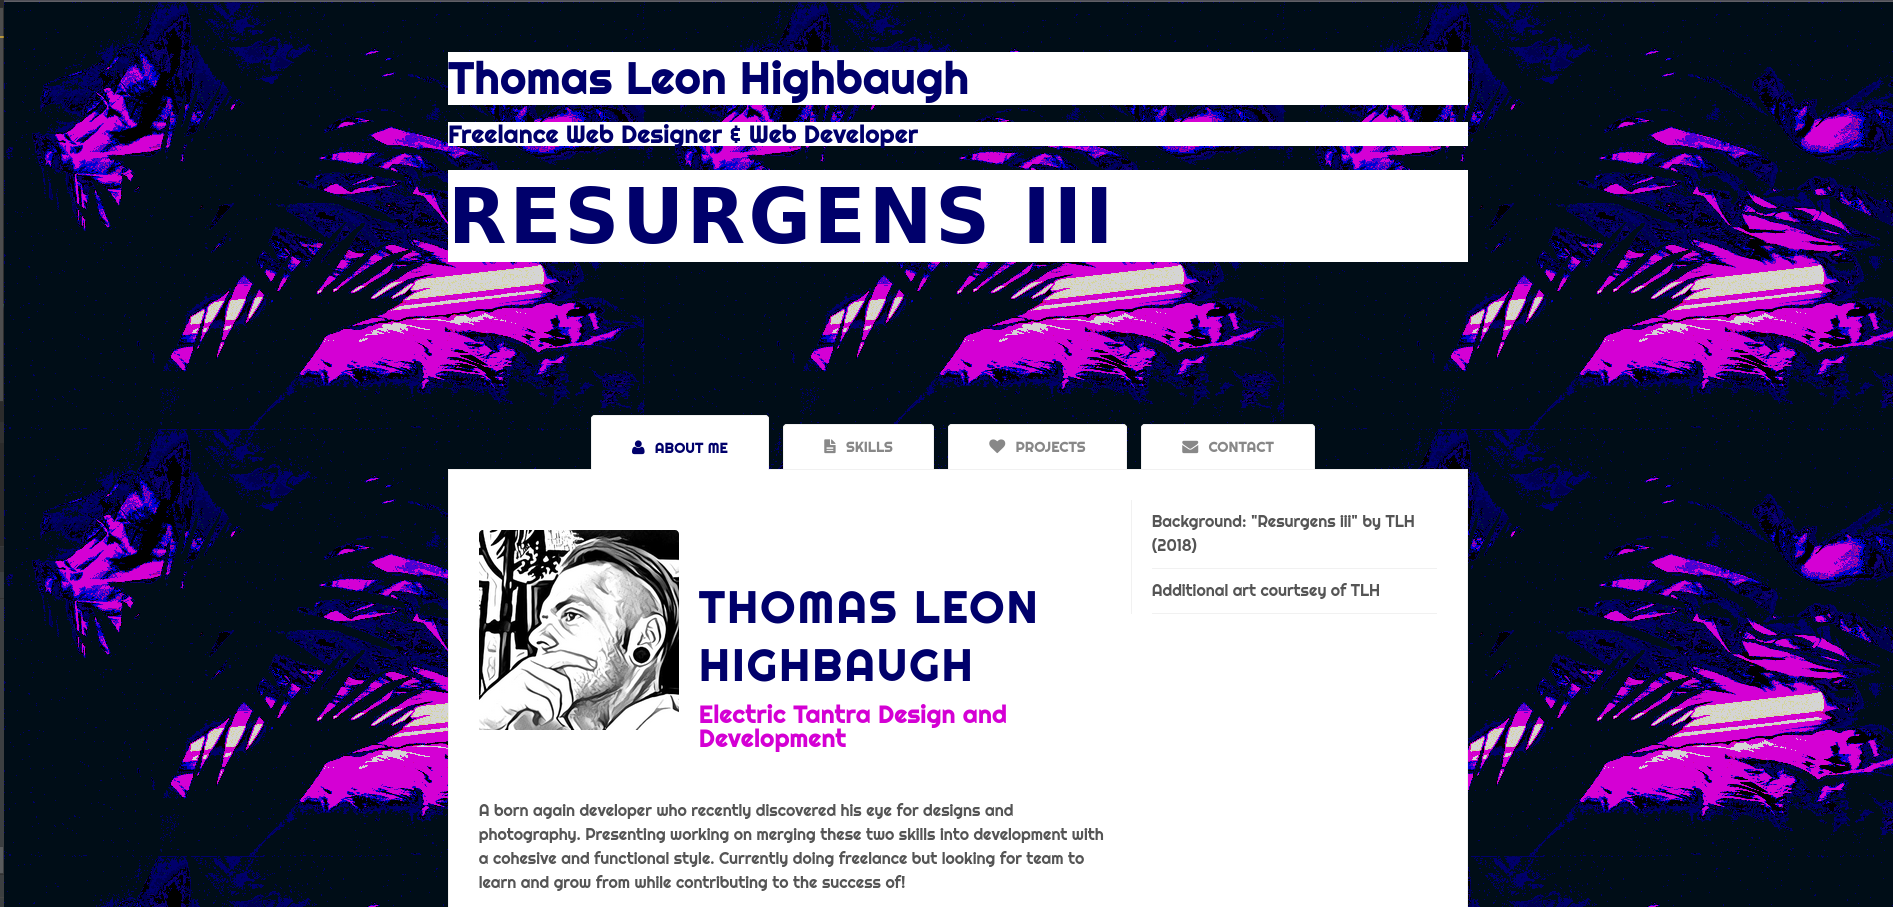 Thomas Leon Highbaugh
Freelance Web Designer & Web Developer
RESURGENS III
ABOUT ME
SKILLS
PROJECTS
CONTACT
THOMAS LEON
HIGHBAUGH
Electric Tantra Design and
Development
A born again developer who recently discovered his eye for designs and
photography. Presenting working on merging these two skills into development with
a cohesive and functional style. Currently doing freelance but looking for team to
learn and grow from while contributing to the success of!
Background: "Resurgens iii" by TLH
(2018)
Additional art courtsey of TLH